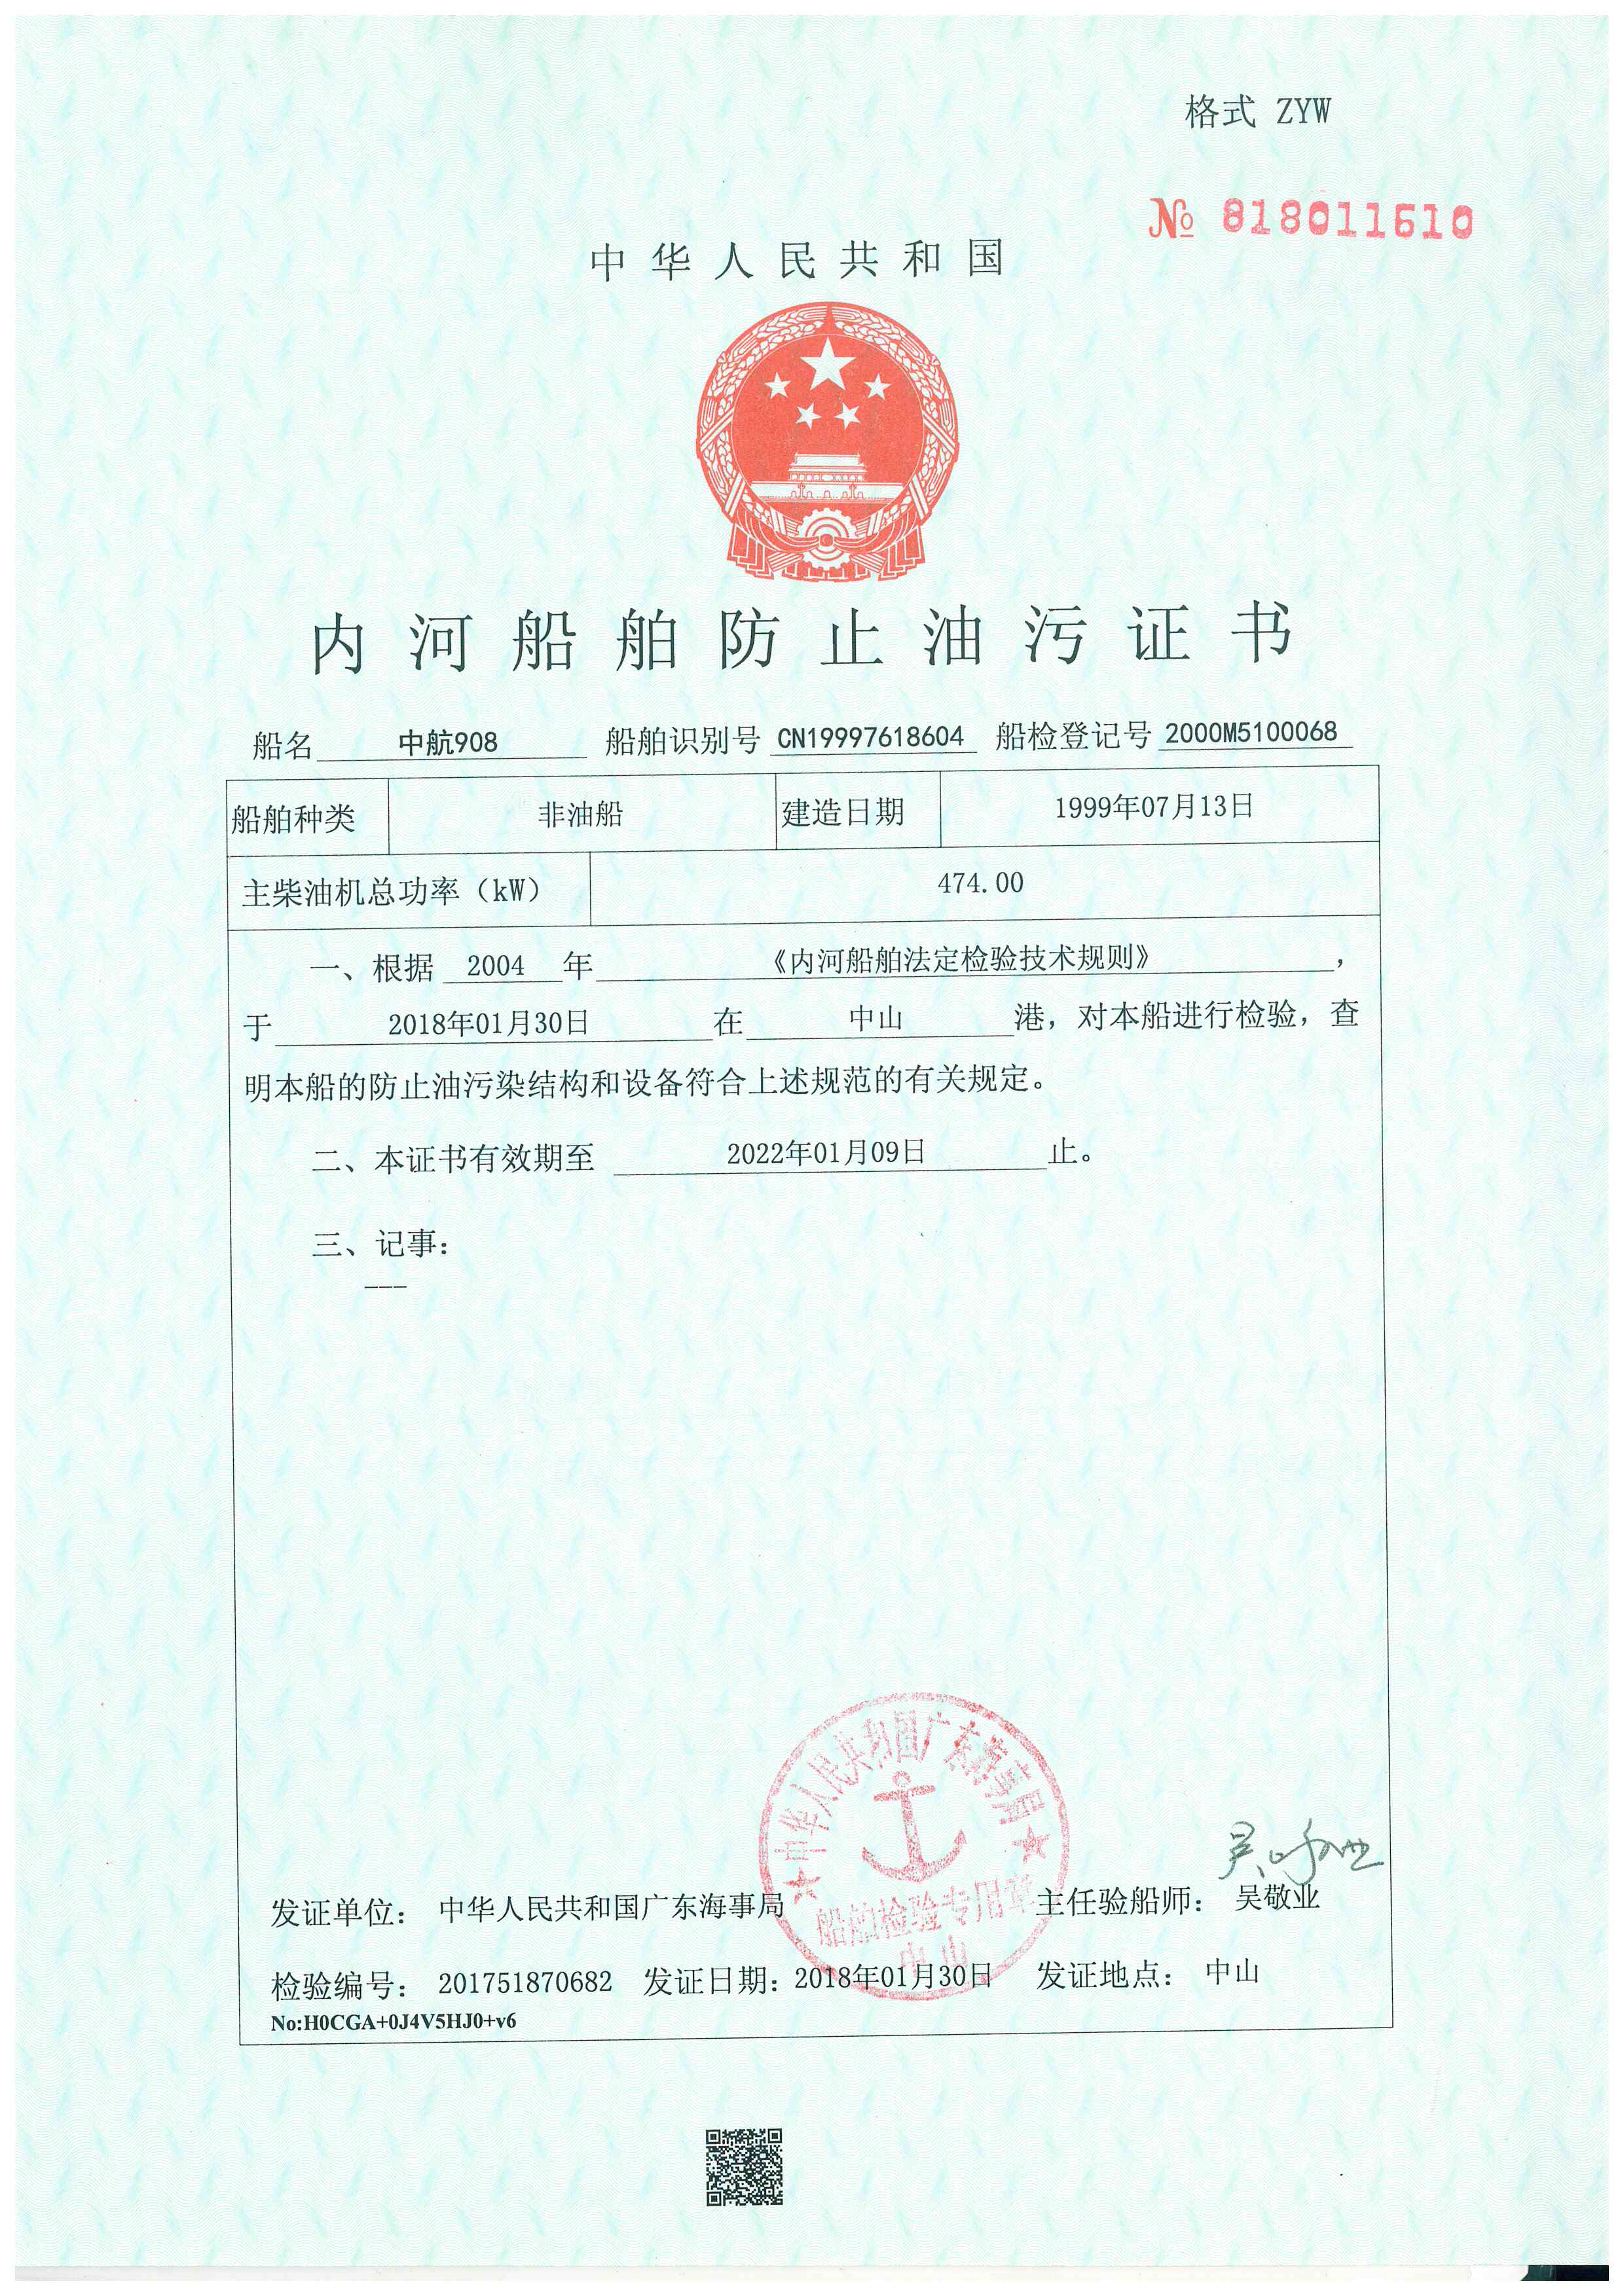 格式 ZYW
№ 818011610
中华人民共和国
内河船舶防止油污证书
船名 中航908 船舶识别号 CN19997618604 船检登记号 2000M5100068
船舶种类 非油船 建造日期 1999年07月13日
主柴油机总功率（kW） 474.00
一、根据 2004 年 《内河船舶法定检验技术规则》 ，
于 2018年01月30日 在 中山 港，对本船进行检验，查
明本船的防止油污染结构和设备符合上述规范的有关规定。
二、本证书有效期至 2022年01月09日 止。
三、记事：
---
中华人民共和国广东海事局
船舶检验专用章
中山
吴敬业
发证单位： 中华人民共和国广东海事局 主任验船师： 吴敬业
检验编号： 201751870682 发证日期：2018年01月30日 发证地点： 中山
No:H0CGA+0J4V5HJ0+v6